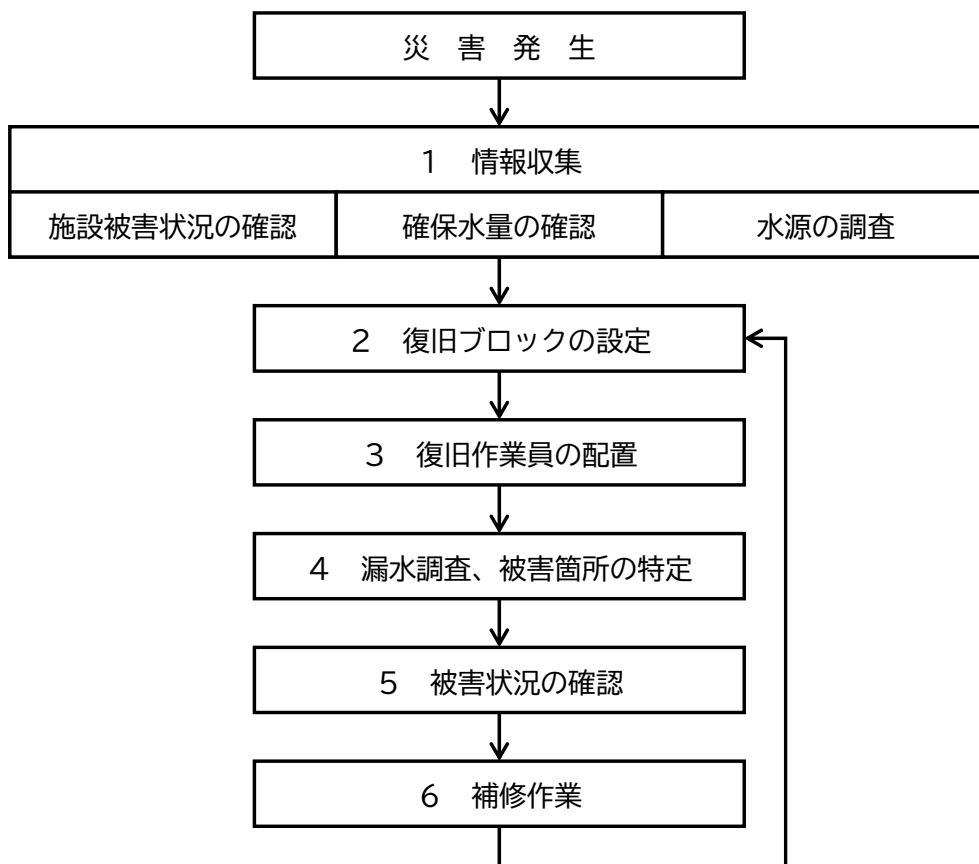 災　害　発　生
1　情報収集
施設被害状況の確認
確保水量の確認
水源の調査
2　復旧ブロックの設定
3　復旧作業員の配置
4　漏水調査、被害箇所の特定
5　被害状況の確認
6　補修作業